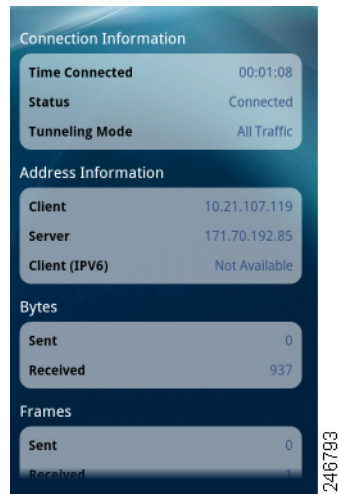 Connection Information
Time Connected 00:01:08
Status Connected
Tunneling Mode All Traffic
Address Information
Client 10.21.107.119
Server 171.70.192.85
Client (IPV6) Not Available
Bytes
Sent 0
Received 937
Frames
Sent 0
Received 1
246793